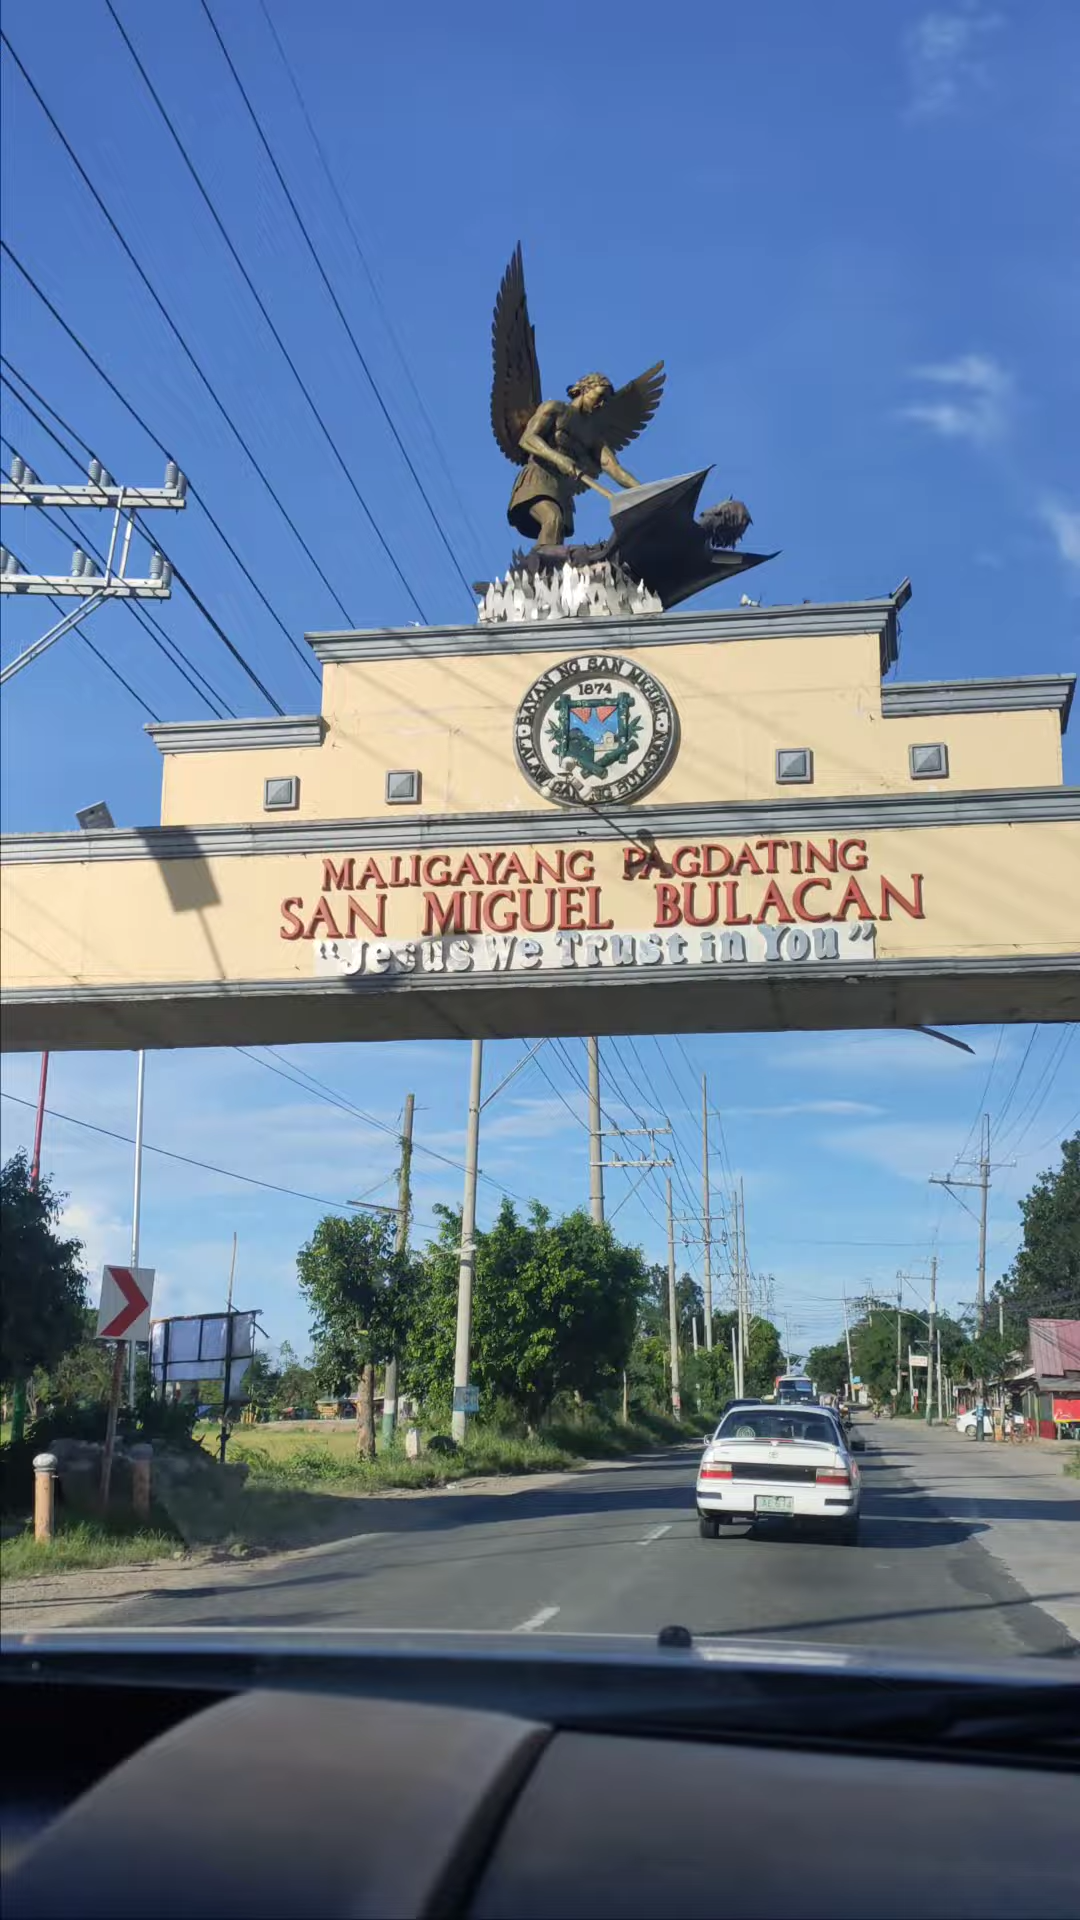 BAYAN NG SAN MIGUEL
1874
LALAWIGAN NG BULACAN
MALIGAYANG PAGDATING
SAN MIGUEL BULACAN
“Jesus We Trust in You”